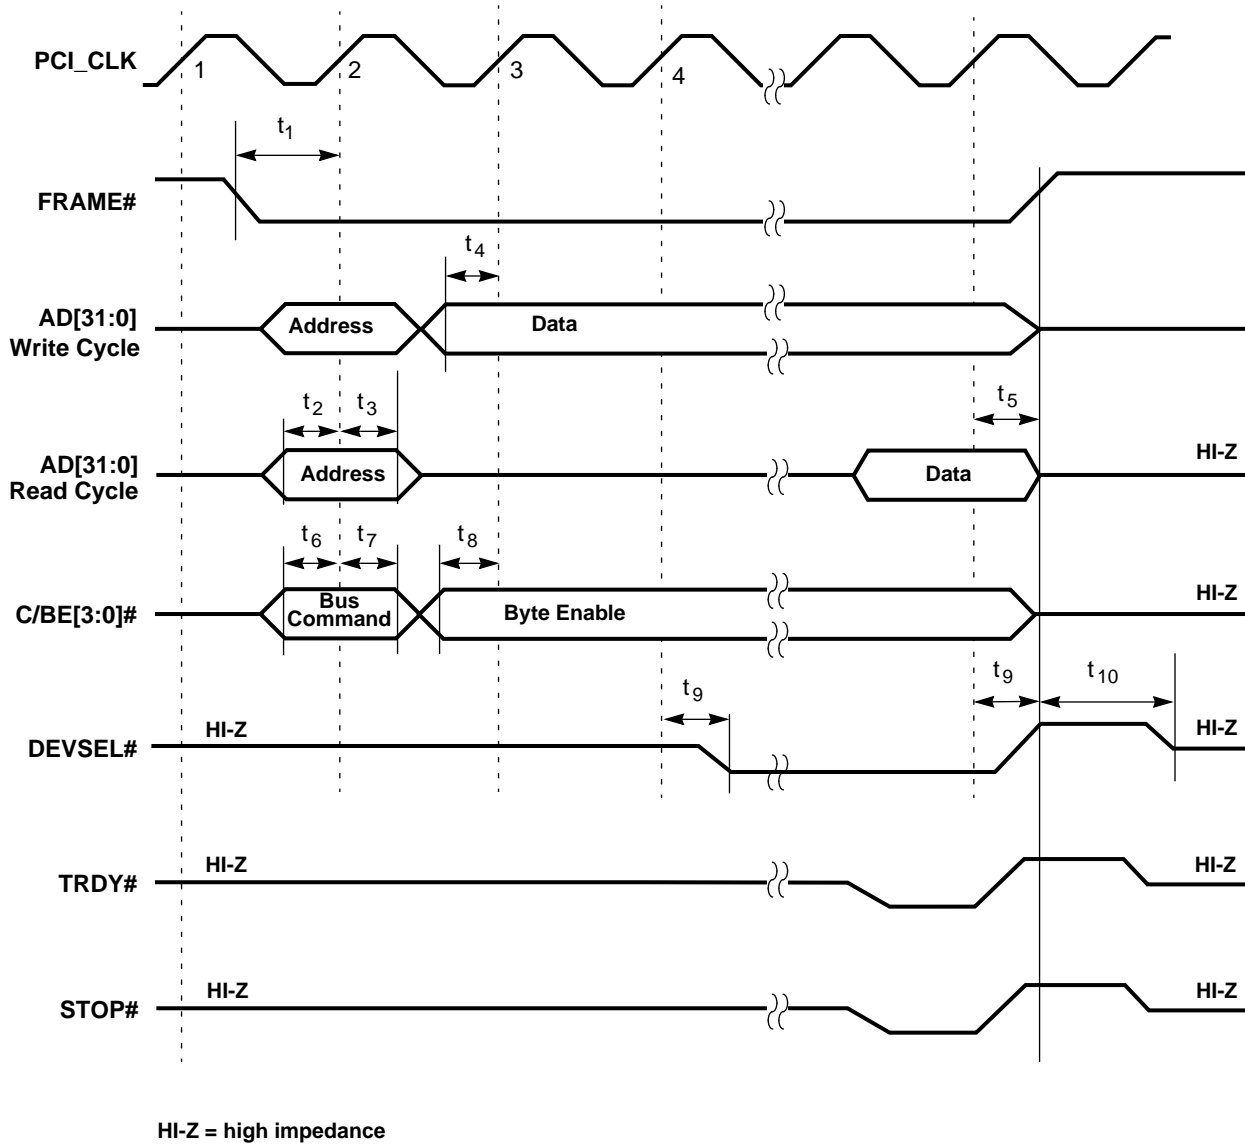 PCI_CLK
1
2
3
4
t1
FRAME#
t4
AD[31:0]
Write Cycle
Address
Data
t2
t3
t5
AD[31:0]
Read Cycle
Address
Data
HI-Z
t6
t7
t8
C/BE[3:0]#
Bus
Command
Byte Enable
HI-Z
t9
t9
t10
DEVSEL#
HI-Z
HI-Z
TRDY#
HI-Z
HI-Z
STOP#
HI-Z
HI-Z
HI-Z = high impedance